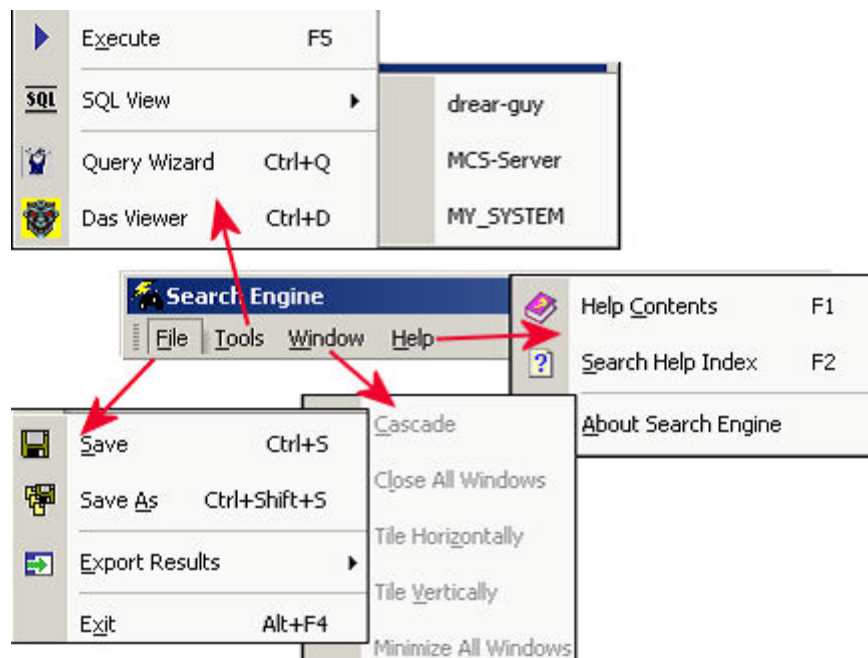 Execute F5
SQL SQL View
Query Wizard Ctrl+Q
Das Viewer Ctrl+D
drear-guy
MCS-Server
MY_SYSTEM
Search Engine
File Tools Window Help
Help Contents F1
Search Help Index F2
About Search Engine
Save Ctrl+S
Save As Ctrl+Shift+S
Export Results
Exit Alt+F4
Cascade
Close All Windows
Tile Horizontally
Tile Vertically
Minimize All Windows